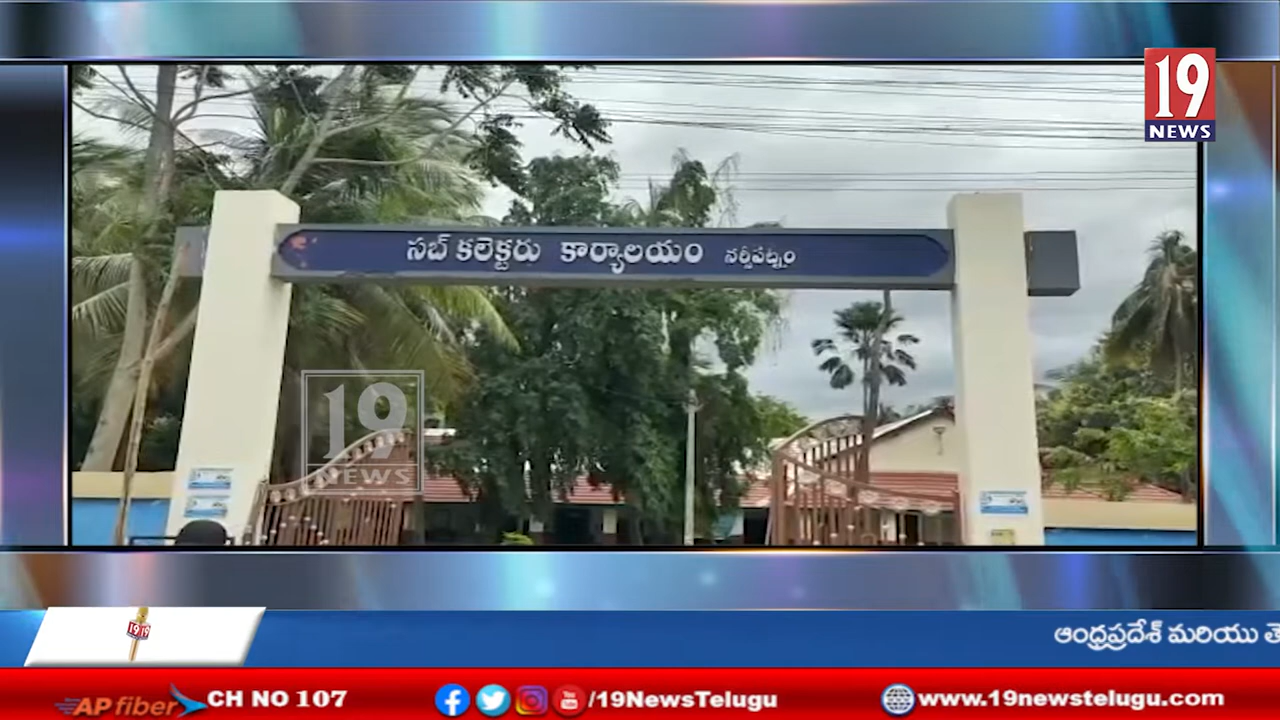 19
NEWS
సబ్ కలెక్టరు కార్యాలయం నర్సీపట్నం
19
NEWS
19 19
ఆంధ్రప్రదేశ్ మరియు తె
AP fiber CH NO 107
/19NewsTelugu
www.19newstelugu.com